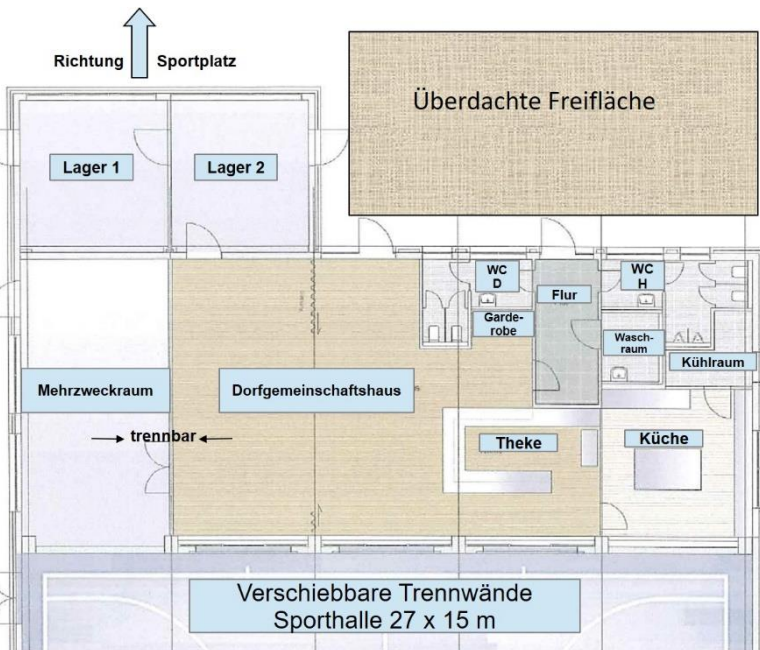 Richtung Sportplatz
Überdachte Freifläche
Lager 1
Lager 2
WC
D
Flur
WC
H
Garde-
robe
Wasch-
raum
Kühlraum
Mehrzweckraum
Dorfgemeinschaftshaus
trennbar
Theke
Küche
Verschiebbare Trennwände
Sporthalle 27 x 15 m